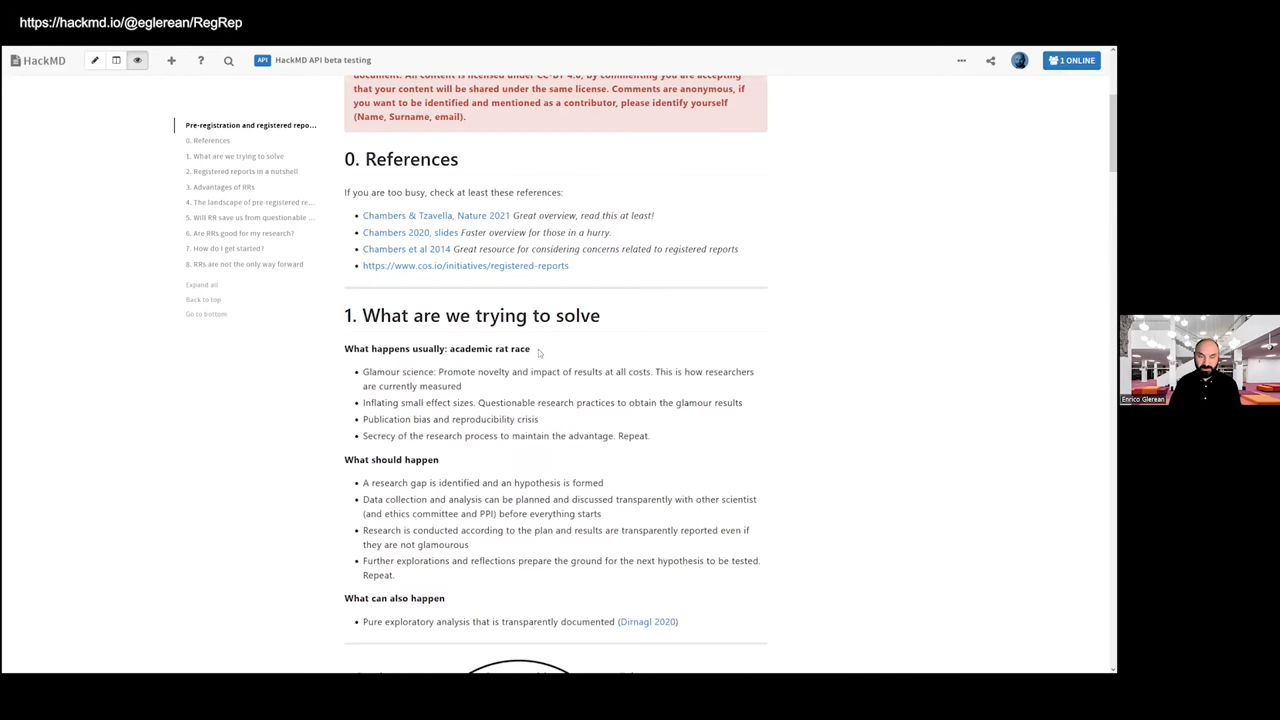 https://hackmd.io/@eglerean/RegRep
HackMD
API HackMD API beta testing
1 ONLINE
Pre-registration and registered repo...
0. References
1. What are we trying to solve
2. Registered reports in a nutshell
3. Advantages of RRs
4. The landscape of pre-registered re...
5. Will RR save us from questionable ...
6. Are RRs good for my research?
7. How do I get started?
8. RRs are not the only way forward
Expand all
Back to top
Go to bottom
document. All content is licensed under CC-BY 4.0, by commenting you are accepting
that your content will be shared under the same license. Comments are anonymous, if
you want to be identified and mentioned as a contributor, please identify yourself
(Name, Surname, email).
0. References
If you are too busy, check at least these references:
• Chambers & Tzavella, Nature 2021 Great overview, read this at least!
• Chambers 2020, slides Faster overview for those in a hurry.
• Chambers et al 2014 Great resource for considering concerns related to registered reports
• https://www.cos.io/initiatives/registered-reports
1. What are we trying to solve
What happens usually: academic rat race
• Glamour science: Promote novelty and impact of results at all costs. This is how researchers
are currently measured
• Inflating small effect sizes. Questionable research practices to obtain the glamour results
• Publication bias and reproducibility crisis
• Secrecy of the research process to maintain the advantage. Repeat.
What should happen
• A research gap is identified and an hypothesis is formed
• Data collection and analysis can be planned and discussed transparently with other scientist
(and ethics committee and PPI) before everything starts
• Research is conducted according to the plan and results are transparently reported even if
they are not glamourous
• Further explorations and reflections prepare the ground for the next hypothesis to be tested.
Repeat.
What can also happen
• Pure exploratory analysis that is transparently documented (Dirnagl 2020)
Enrico Glerean